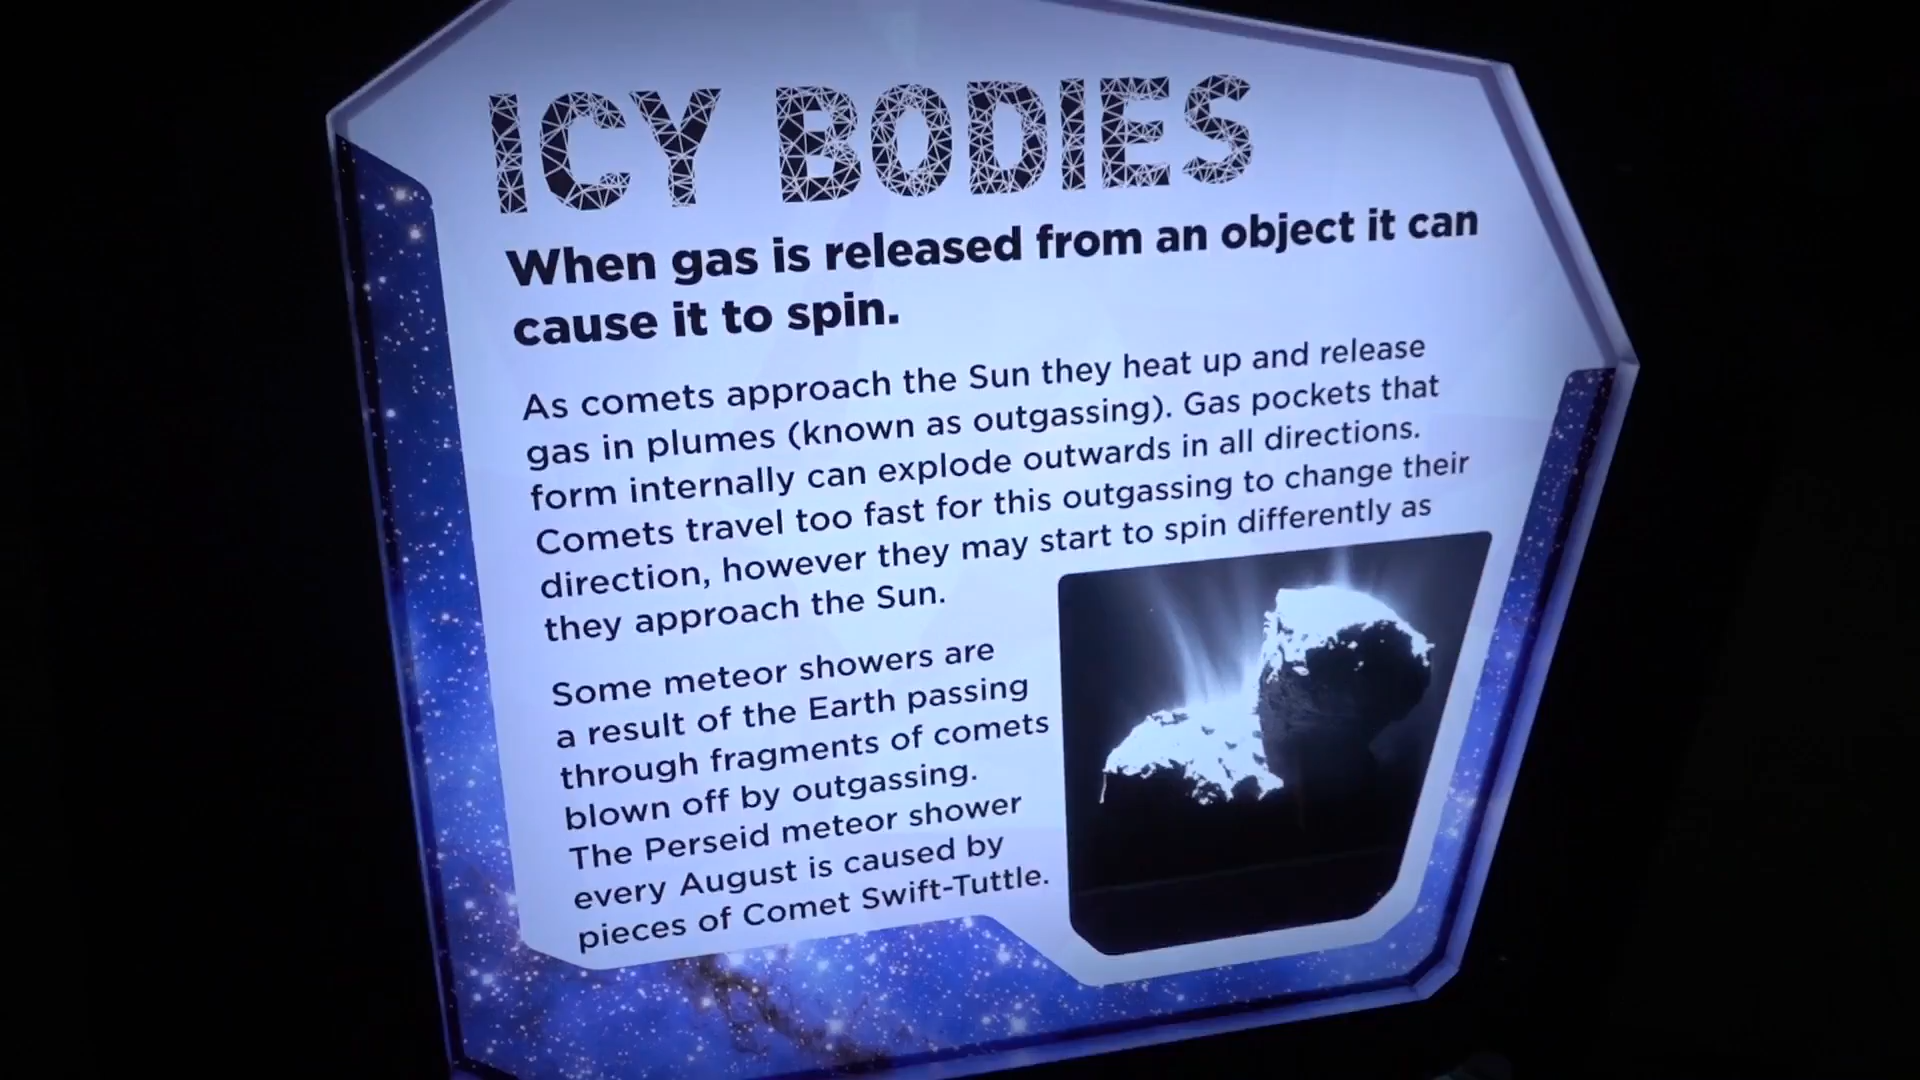 ICY BODIES
When gas is released from an object it can
cause it to spin.
As comets approach the Sun they heat up and release
gas in plumes (known as outgassing). Gas pockets that
form internally can explode outwards in all directions.
Comets travel too fast for this outgassing to change their
direction, however they may start to spin differently as
they approach the Sun.
Some meteor showers are
a result of the Earth passing
through fragments of comets
blown off by outgassing.
The Perseid meteor shower
every August is caused by
pieces of Comet Swift-Tuttle.